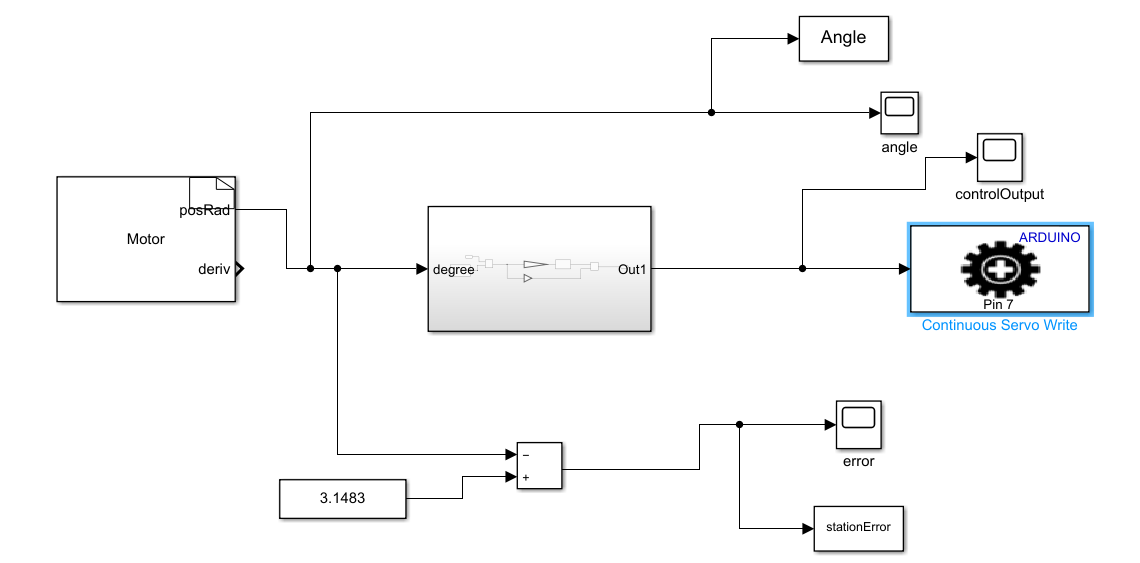 Angle
angle
controlOutput
posRad
Motor
deriv
degree
Out1
ARDUINO
Pin 7
Continuous Servo Write
−
+
3.1483
error
stationError